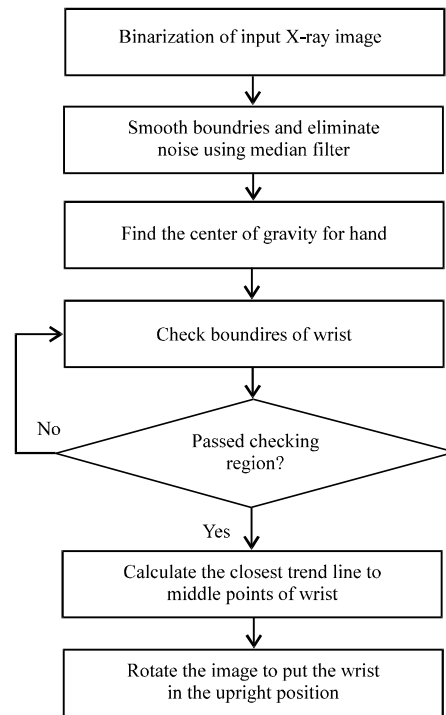 Binarization of input X-ray image
Smooth boundries and eliminate
noise using median filter
Find the center of gravity for hand
Check boundires of wrist
No
Passed checking
region?
Yes
Calculate the closest trend line to
middle points of wrist
Rotate the image to put the wrist
in the upright position